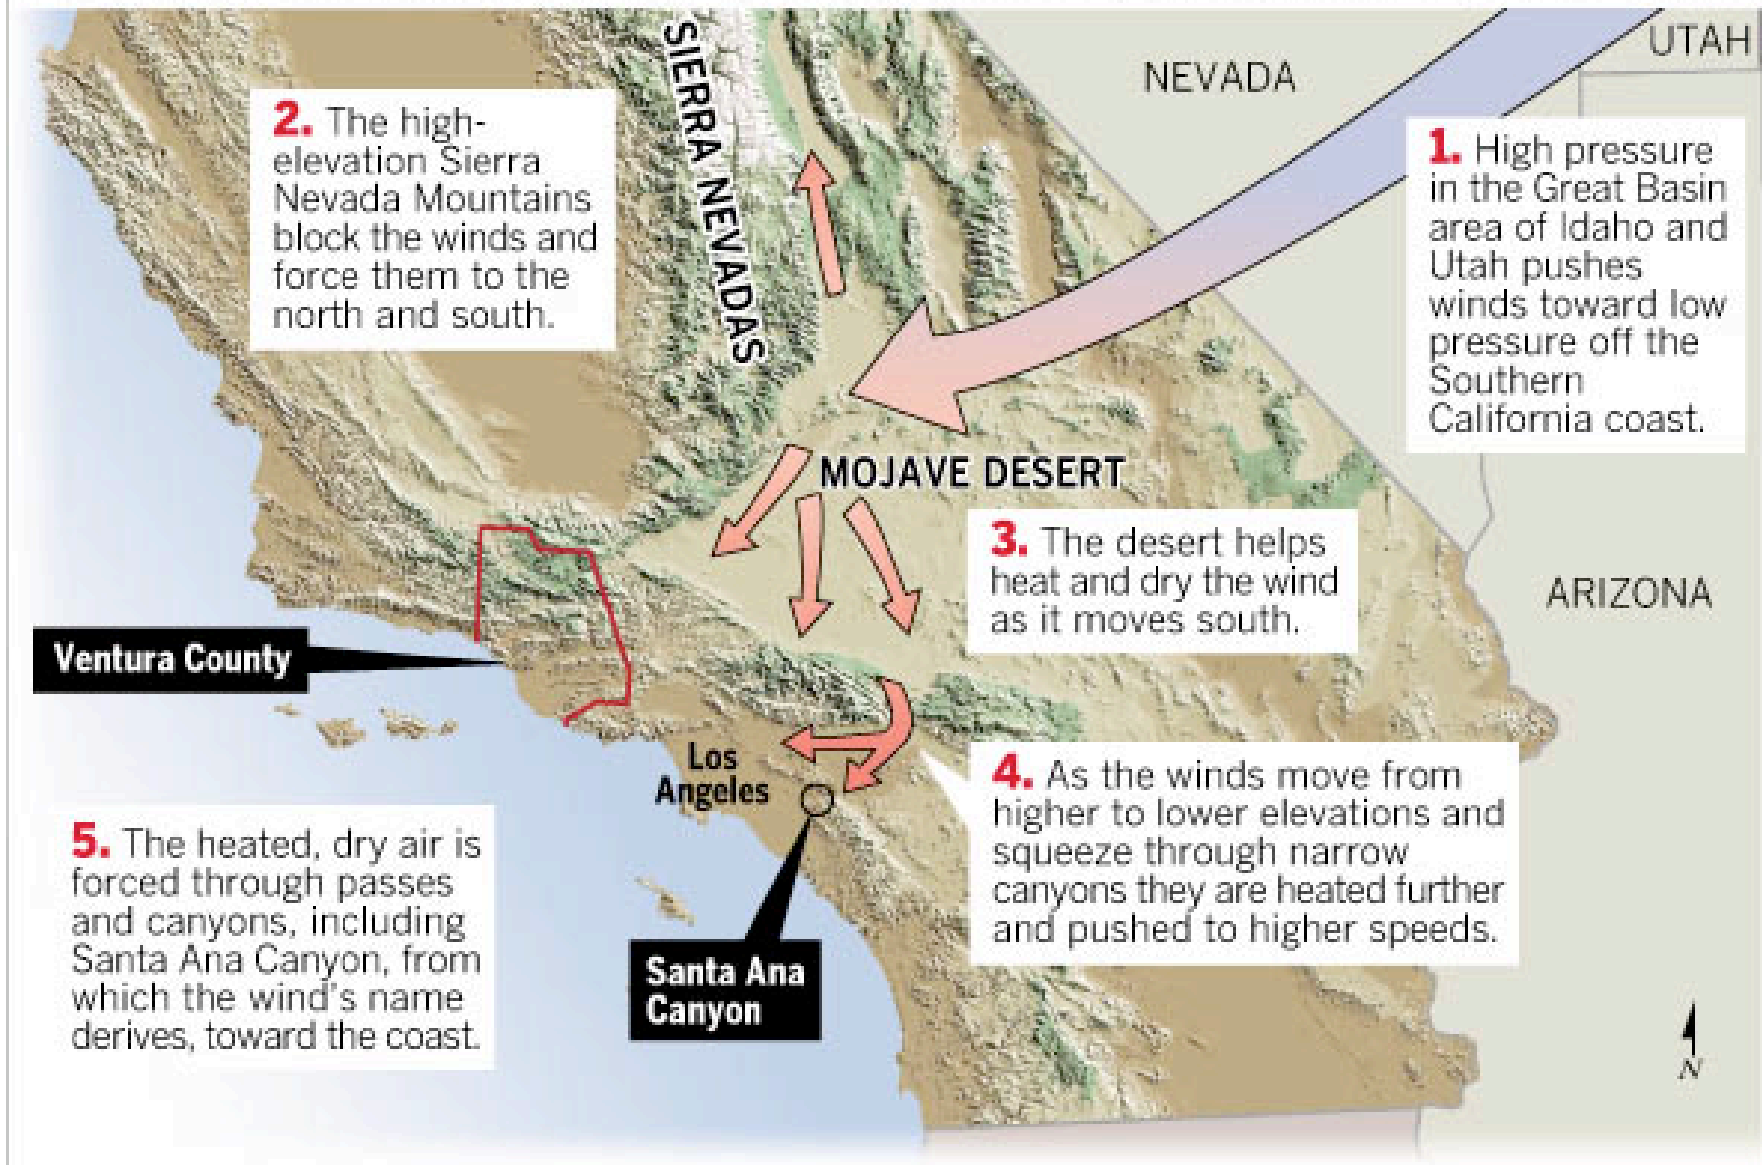 SIERRA NEVADAS
NEVADA
UTAH
2. The high-
elevation Sierra
Nevada Mountains
block the winds and
force them to the
north and south.
1. High pressure
in the Great Basin
area of Idaho and
Utah pushes
winds toward low
pressure off the
Southern
California coast.
MOJAVE DESERT
3. The desert helps
heat and dry the wind
as it moves south.
ARIZONA
Ventura County
Los
Angeles
4. As the winds move from
higher to lower elevations and
squeeze through narrow
canyons they are heated further
and pushed to higher speeds.
5. The heated, dry air is
forced through passes
and canyons, including
Santa Ana Canyon, from
which the wind's name
derives, toward the coast.
Santa Ana
Canyon
N